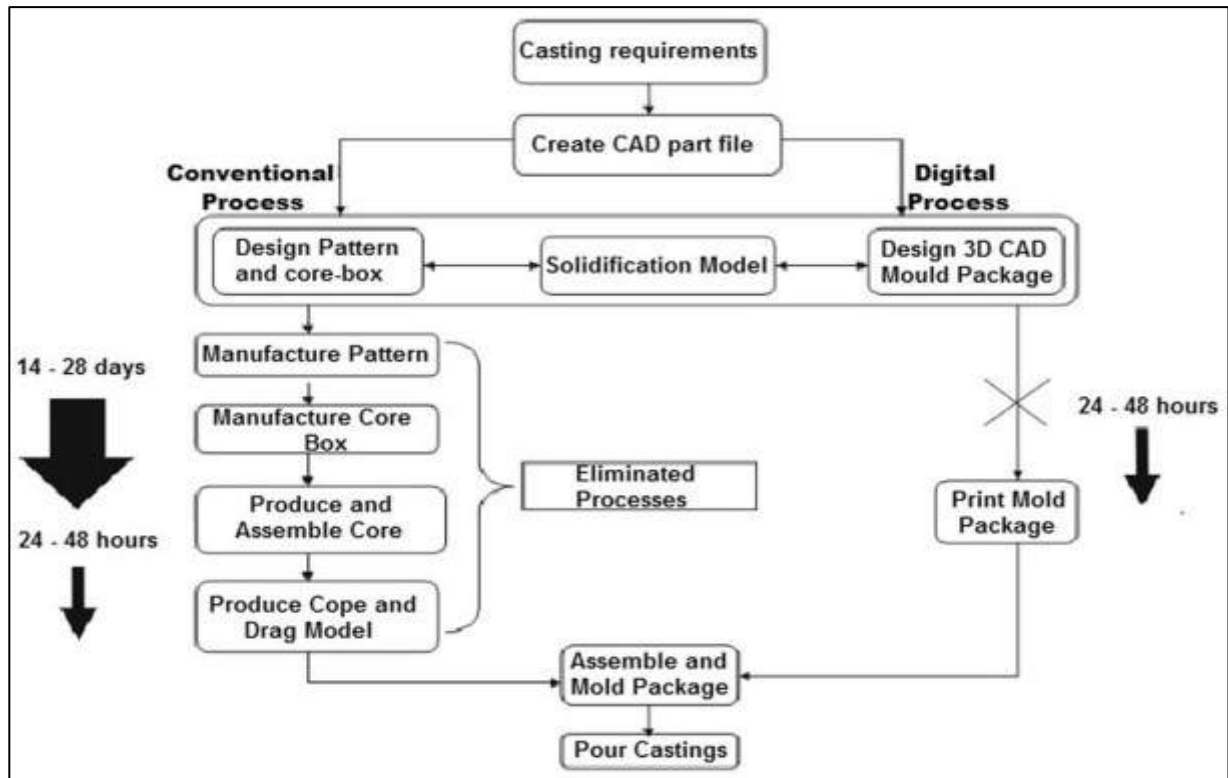 Casting requirements
Create CAD part file
Conventional
Process
Digital
Process
Design Pattern
and core-box
Solidification Model
Design 3D CAD
Mould Package
Manufacture Pattern
14 - 28 days
Manufacture Core
Box
24 - 48 hours
Eliminated
Processes
Produce and
Assemble Core
Print Mold
Package
24 - 48 hours
Produce Cope and
Drag Model
Assemble and
Mold Package
Pour Castings